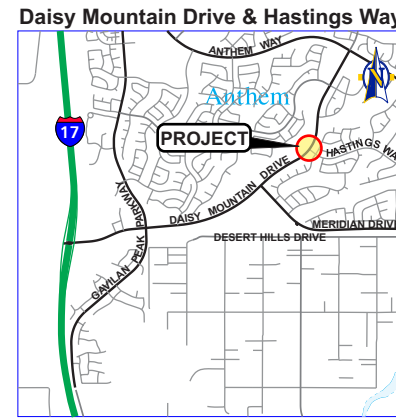 Daisy Mountain Drive & Hastings Way
ANTHEM WAY
N
Anthem
17
PROJECT
HASTINGS WA
DAISY MOUNTAIN DRIVE
GAVILAN PEAK PARKWAY
MERIDIAN DRIVE
DESERT HILLS DRIVE